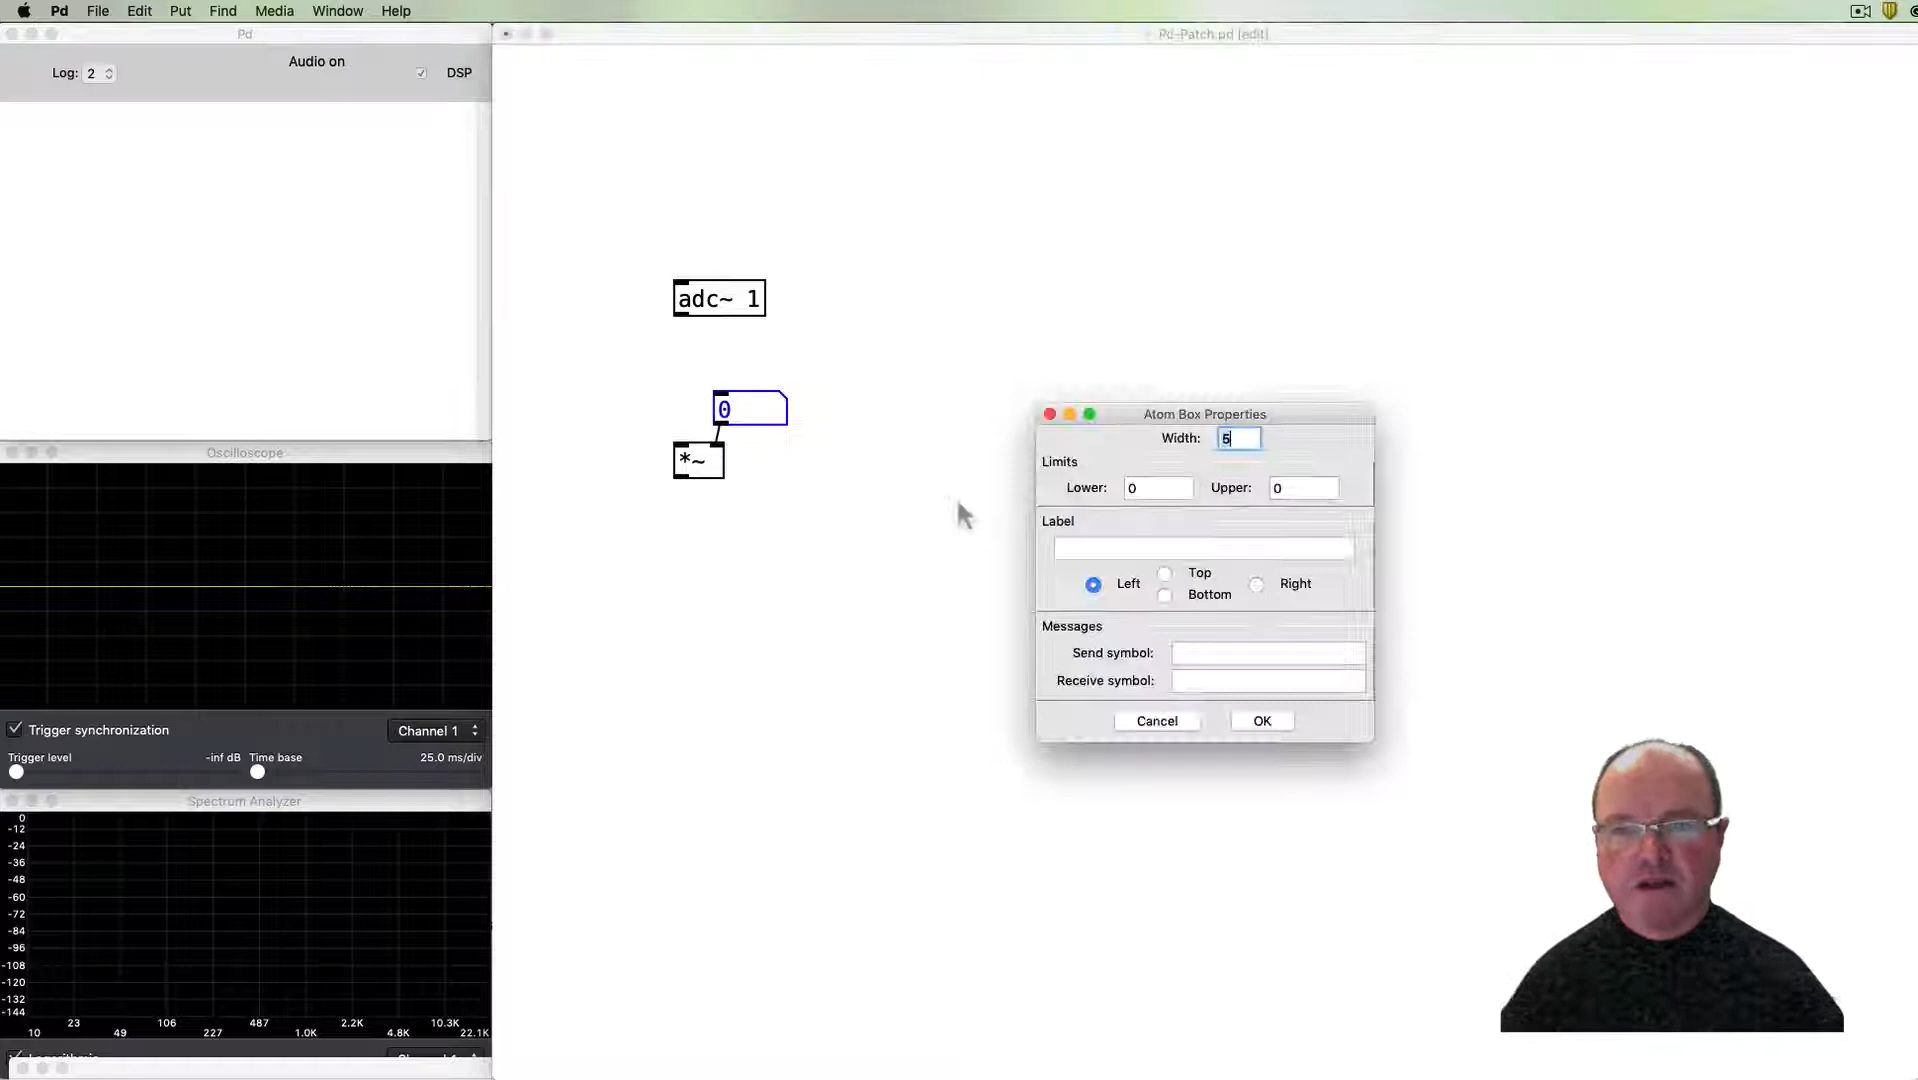 Pd File Edit Put Find Media Window Help
Pd
Pd-Patch.pd [edit]
Audio on
Log: 2
DSP
adc~ 1
0
*~
Atom Box Properties
Width: 5
Limits
Lower: 0 Upper: 0
Label
Left Top Right
Bottom
Messages
Send symbol:
Receive symbol:
Cancel OK
Oscilloscope
Trigger synchronization Channel 1
Trigger level -inf dB Time base 25.0 ms/div
Spectrum Analyzer
0
-12
-24
-36
-48
-60
-72
-84
-96
-108
-120
-132
-144
23 106 487 2.2K 10.3K
10 49 227 1.0K 4.8K 22.1K